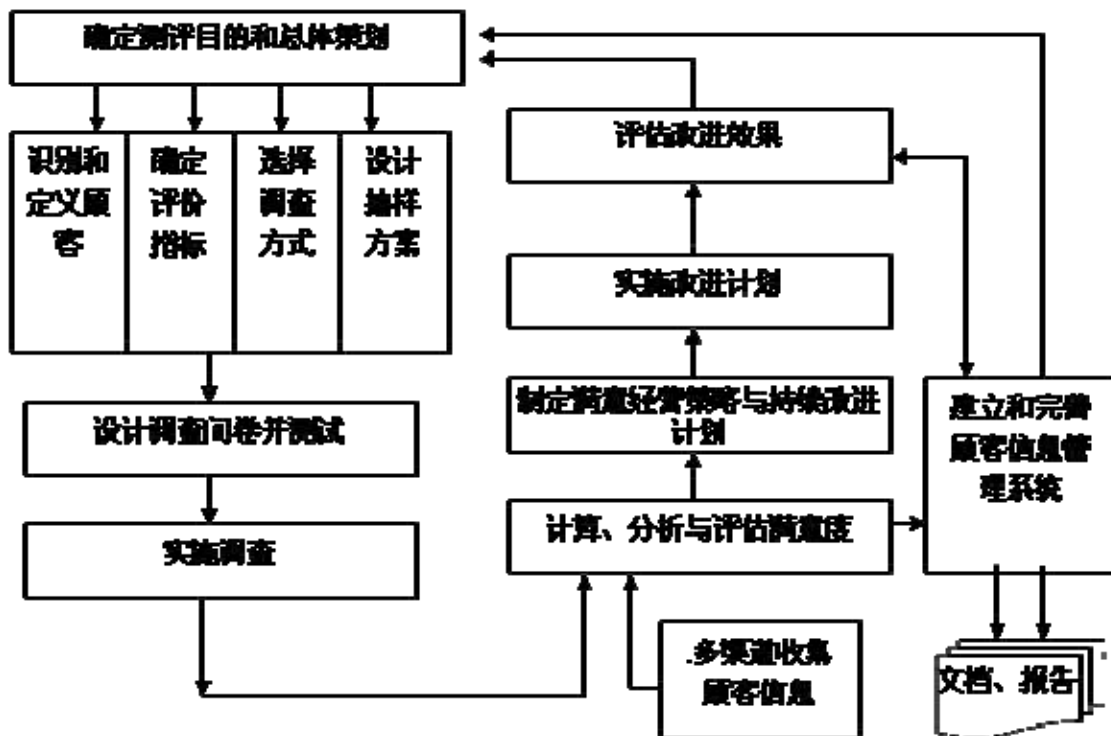 确定测评目的和总体策划
识别和
定义顾
客
确定
评价
指标
选择
调查
方式
设计
抽样
方案
设计调查问卷并测试
实施调查
评估改进效果
实施改进计划
制定满意经营策略与持续改进
计划
计算、分析与评估满意度
.多渠道收集
顾客信息
建立和完善
顾客信息管
理系统
文档、报告